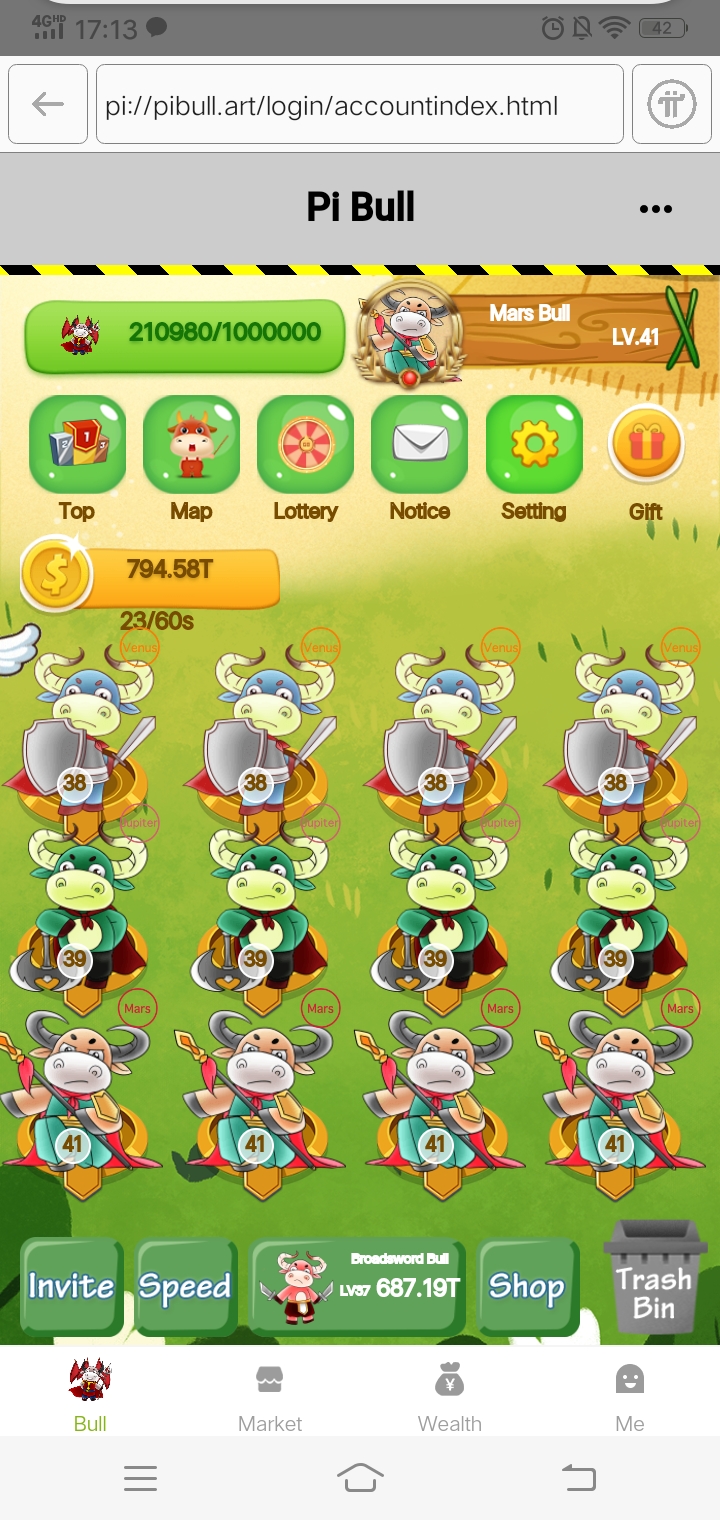 4G HD 17:13 42
pi://pibull.art/login/accountindex.html
Pi Bull
210980/1000000
Mars Bull
LV.41
Top Map Lottery Notice Setting Gift
794.58T
23/60s
Venus Venus Venus Venus
38 38 38 38
Jupiter Jupiter Jupiter Jupiter
39 39 39 39
Mars Mars Mars Mars
41 41 41 41
Broadsword Bull
Invite Speed LV37 687.19T Shop Trash
Bin
Bull Market Wealth Me